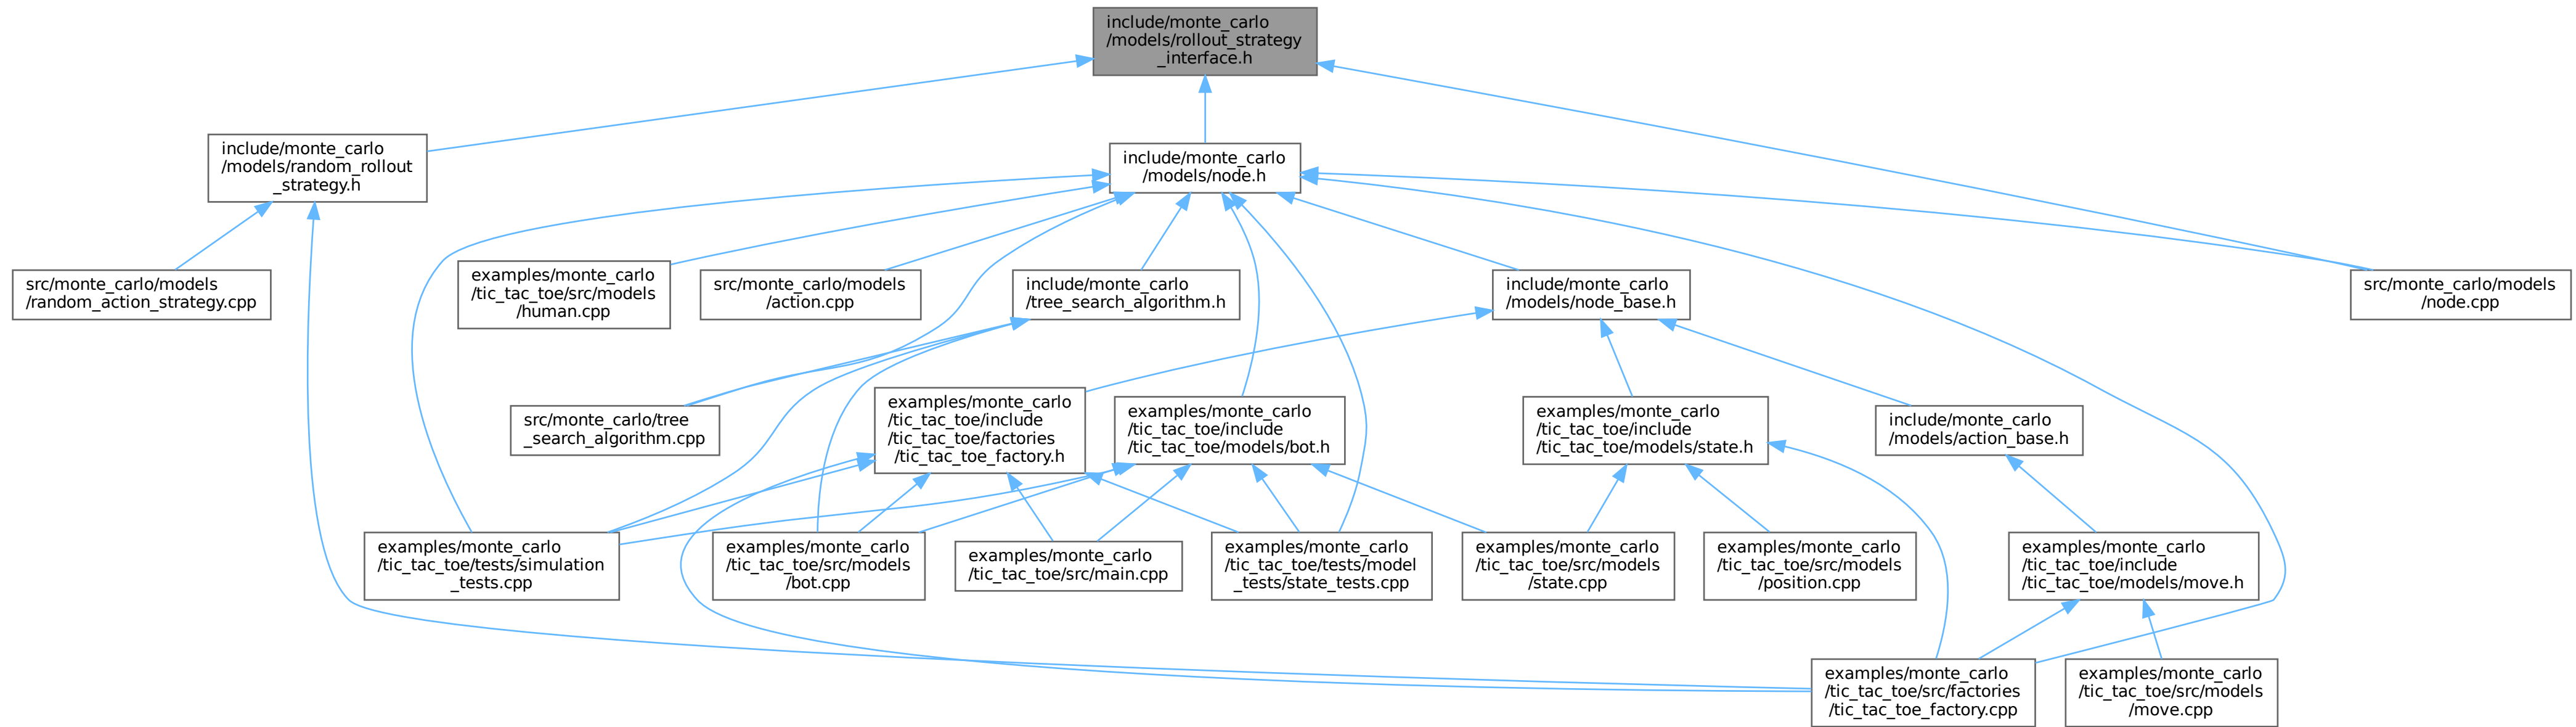 include/monte_carlo
/models/rollout_strategy
_interface.h
include/monte_carlo
/models/random_rollout
_strategy.h
include/monte_carlo
/models/node.h
src/monte_carlo/models
/random_action_strategy.cpp
examples/monte_carlo
/tic_tac_toe/src/models
/human.cpp
src/monte_carlo/models
/action.cpp
include/monte_carlo
/tree_search_algorithm.h
include/monte_carlo
/models/node_base.h
src/monte_carlo/models
/node.cpp
src/monte_carlo/tree
_search_algorithm.cpp
examples/monte_carlo
/tic_tac_toe/include
/tic_tac_toe/factories
/tic_tac_toe_factory.h
examples/monte_carlo
/tic_tac_toe/include
/tic_tac_toe/models/bot.h
examples/monte_carlo
/tic_tac_toe/include
/tic_tac_toe/models/state.h
include/monte_carlo
/models/action_base.h
examples/monte_carlo
/tic_tac_toe/tests/simulation
_tests.cpp
examples/monte_carlo
/tic_tac_toe/src/models
/bot.cpp
examples/monte_carlo
/tic_tac_toe/src/main.cpp
examples/monte_carlo
/tic_tac_toe/tests/model
_tests/state_tests.cpp
examples/monte_carlo
/tic_tac_toe/src/models
/state.cpp
examples/monte_carlo
/tic_tac_toe/src/models
/position.cpp
examples/monte_carlo
/tic_tac_toe/include
/tic_tac_toe/models/move.h
examples/monte_carlo
/tic_tac_toe/src/factories
/tic_tac_toe_factory.cpp
examples/monte_carlo
/tic_tac_toe/src/models
/move.cpp